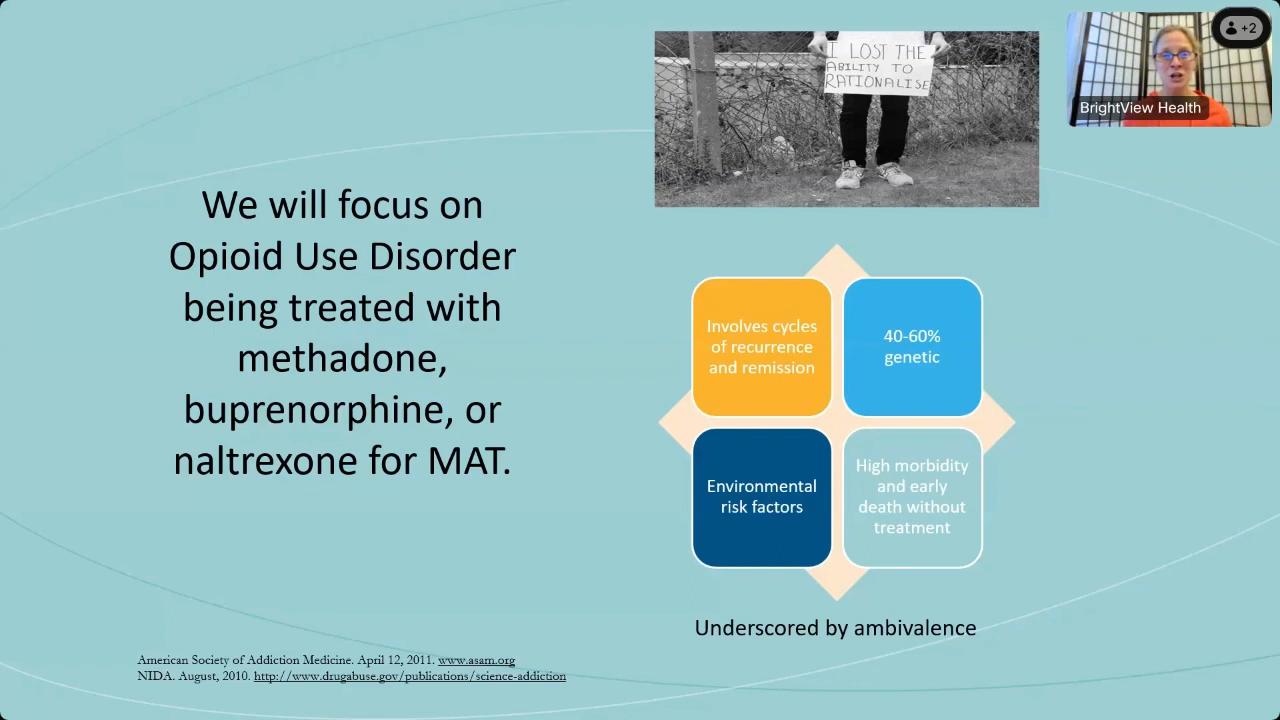 We will focus on
Opioid Use Disorder
being treated with
methadone,
buprenorphine, or
naltrexone for MAT.
I LOST THE
ABILITY TO
RATIONALISE
+2
BrightView Health
Involves cycles
of recurrence
and remission
40-60%
genetic
Environmental
risk factors
High morbidity
and early
death without
treatment
Underscored by ambivalence
American Society of Addiction Medicine. April 12, 2011. www.asam.org
NIDA. August, 2010. http://www.drugabuse.gov/publications/science-addiction